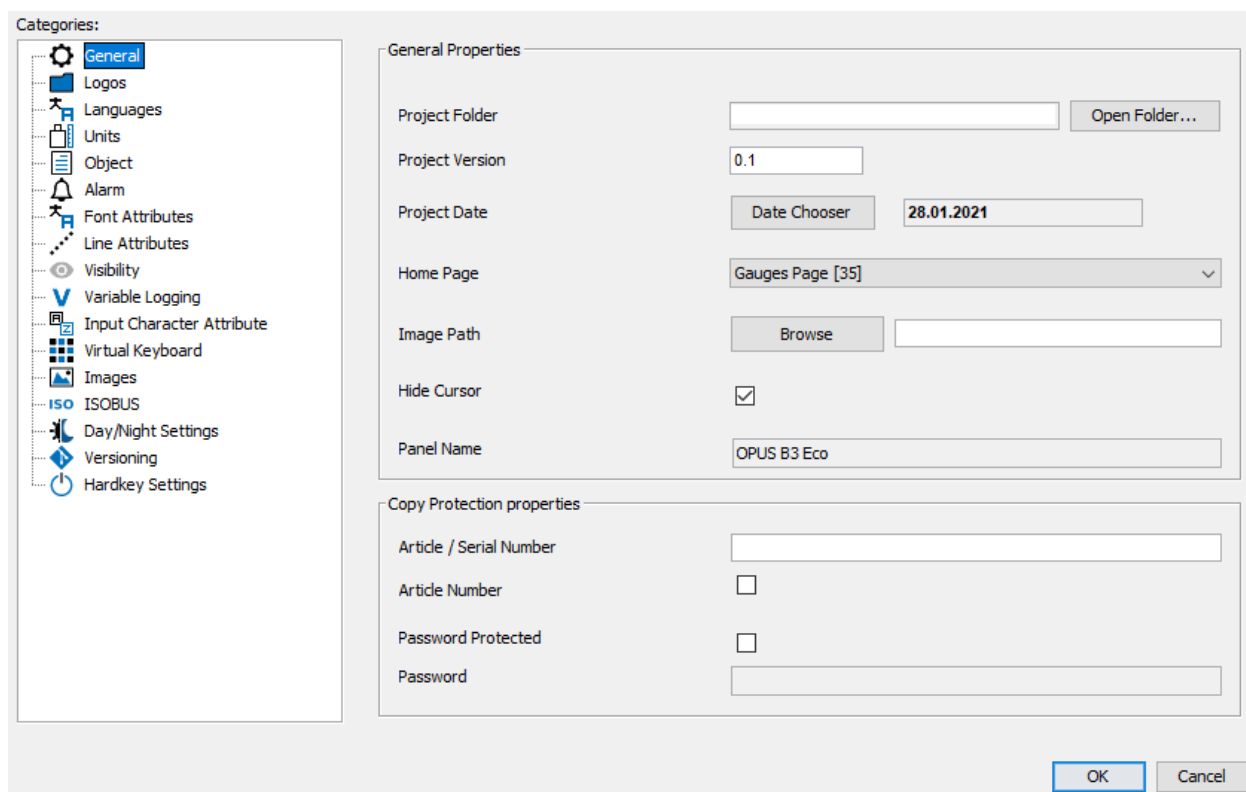 Categories:
General
Logos
Languages
Units
Object
Alarm
Font Attributes
Line Attributes
Visibility
Variable Logging
Input Character Attribute
Virtual Keyboard
Images
ISO ISOBUS
Day/Night Settings
Versioning
Hardkey Settings
General Properties
Project Folder Open Folder...
Project Version 0.1
Project Date Date Chooser 28.01.2021
Home Page Gauges Page [35]
Image Path Browse
Hide Cursor
Panel Name OPUS B3 Eco
Copy Protection properties
Article / Serial Number
Article Number
Password Protected
Password
OK Cancel